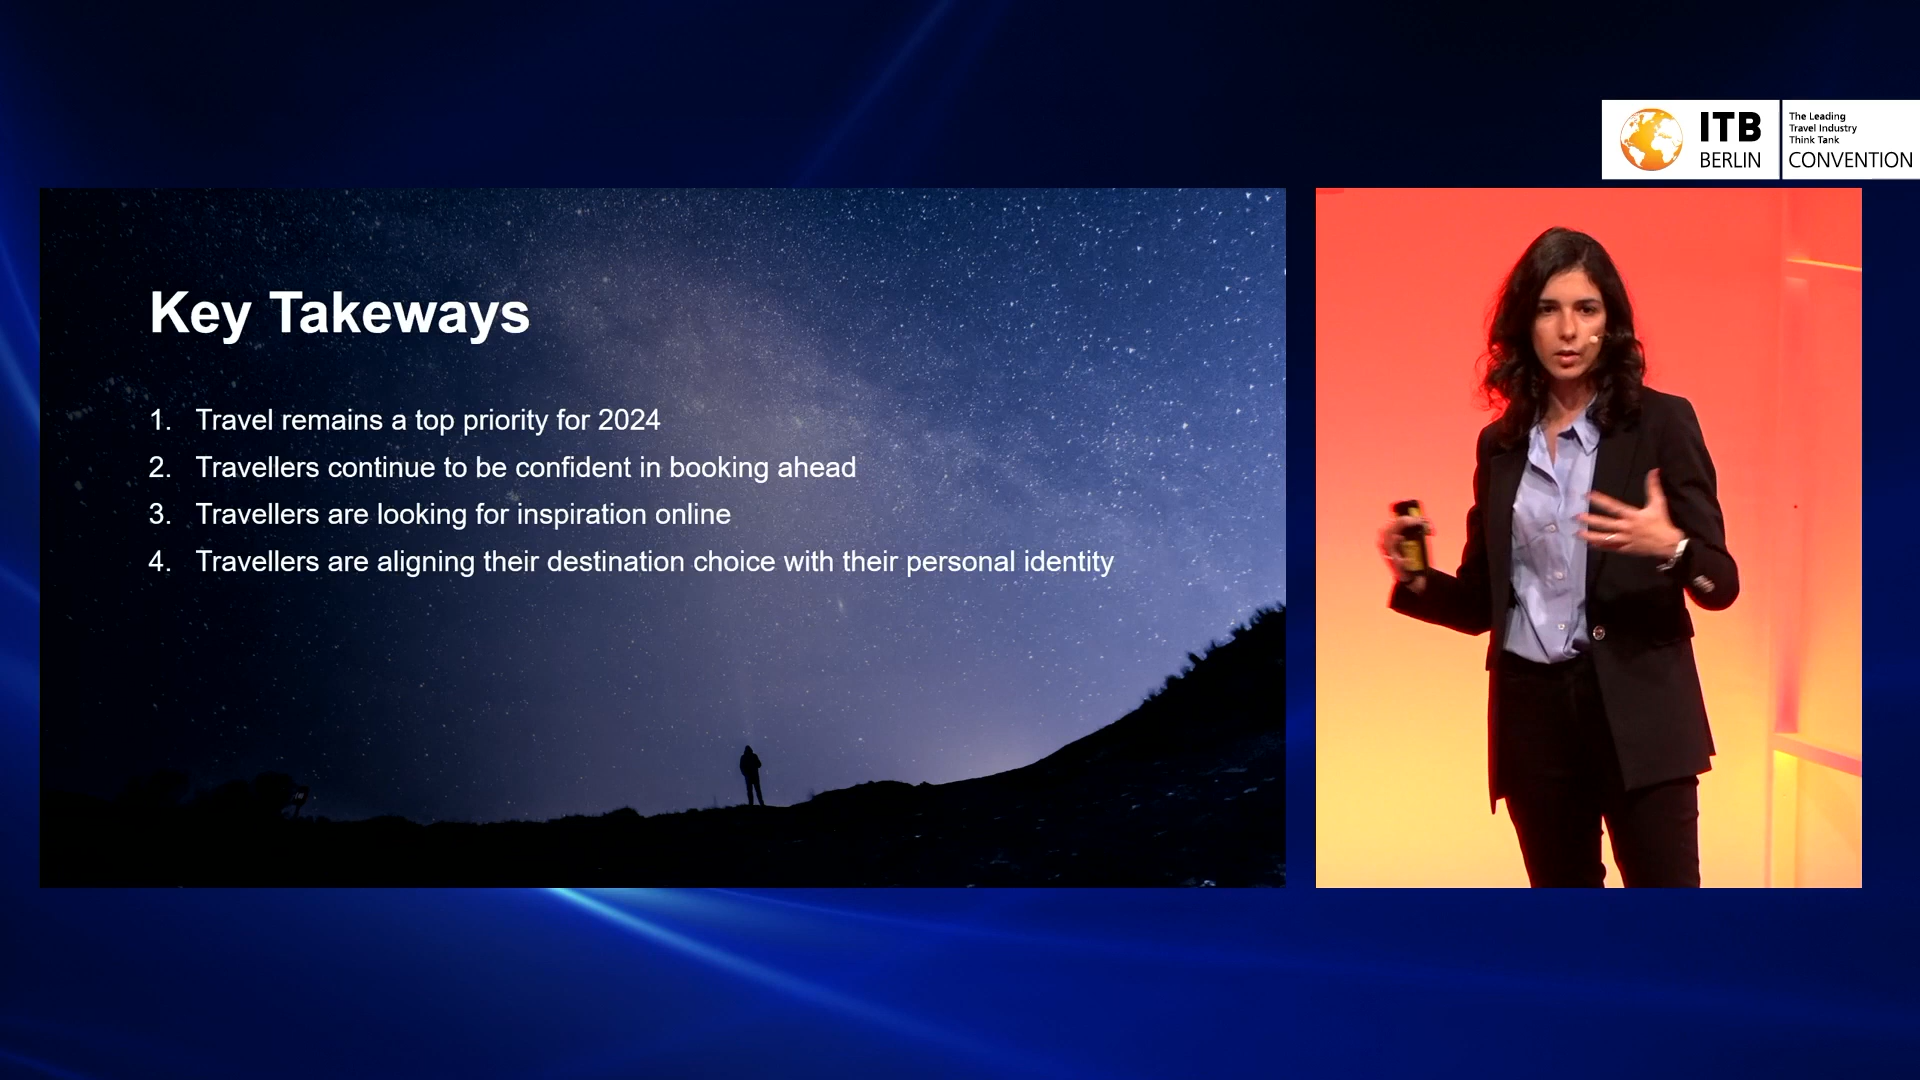 ITB
BERLIN
The Leading
Travel Industry
Think Tank
CONVENTION
Key Takeways
1. Travel remains a top priority for 2024
2. Travellers continue to be confident in booking ahead
3. Travellers are looking for inspiration online
4. Travellers are aligning their destination choice with their personal identity